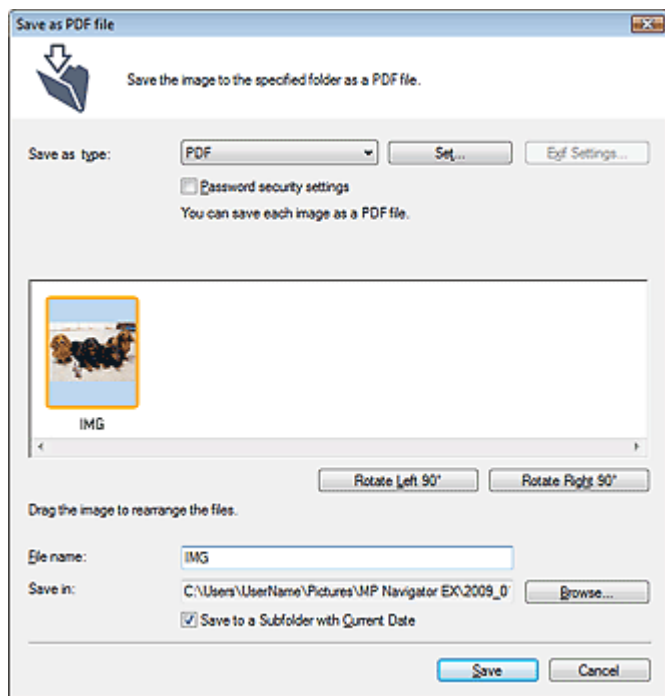 Save as PDF file
Save the image to the specified folder as a PDF file.
Save as type: PDF Set... Exif Settings...
Password security settings
You can save each image as a PDF file.
IMG
Rotate Left 90° Rotate Right 90°
Drag the image to rearrange the files.
File name: IMG
Save in: C:\Users\UserName\Pictures\MP Navigator EX\2009_0 Browse...
Save to a Subfolder with Current Date
Save Cancel